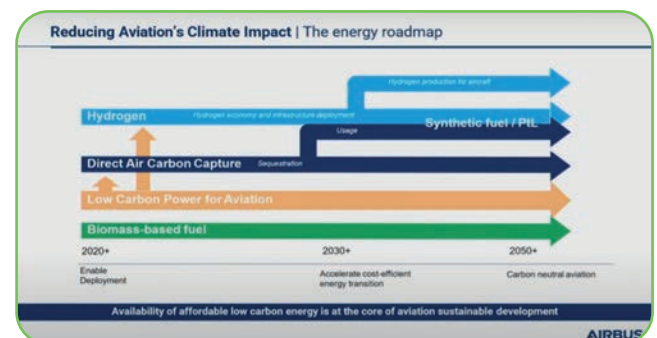 Reducing Aviation's Climate Impact | The energy roadmap
Hydrogen production for aircraft
Hydrogen
Hydrogen economy and infrastructure deployment
Synthetic fuel / PtL
Usage
Direct Air Carbon Capture
Sequestration
Low Carbon Power for Aviation
Biomass-based fuel
2020+
2030+
2050+
Enable
Deployment
Accelerate cost-efficient
energy transition
Carbon neutral aviation
Availability of affordable low carbon energy is at the core of aviation sustainable development
AIRBUS